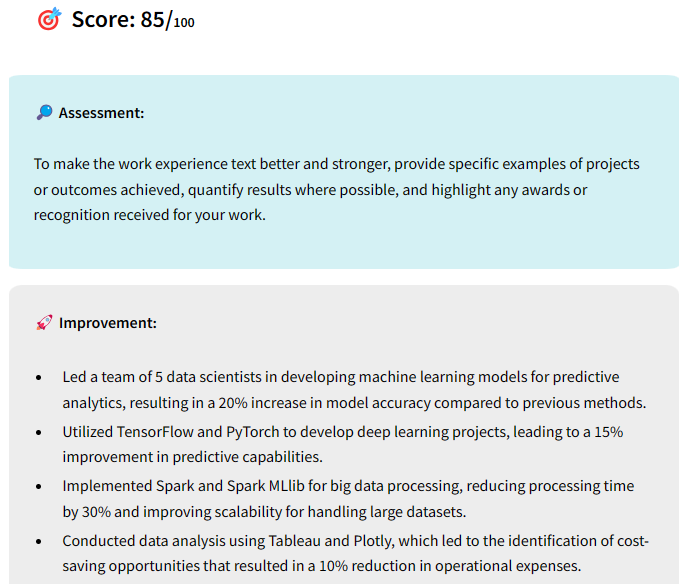 Score: 85/100
Assessment:
To make the work experience text better and stronger, provide specific examples of projects
or outcomes achieved, quantify results where possible, and highlight any awards or
recognition received for your work.
Improvement:
• Led a team of 5 data scientists in developing machine learning models for predictive
analytics, resulting in a 20% increase in model accuracy compared to previous methods.
• Utilized TensorFlow and PyTorch to develop deep learning projects, leading to a 15%
improvement in predictive capabilities.
• Implemented Spark and Spark MLlib for big data processing, reducing processing time
by 30% and improving scalability for handling large datasets.
• Conducted data analysis using Tableau and Plotly, which led to the identification of cost-
saving opportunities that resulted in a 10% reduction in operational expenses.